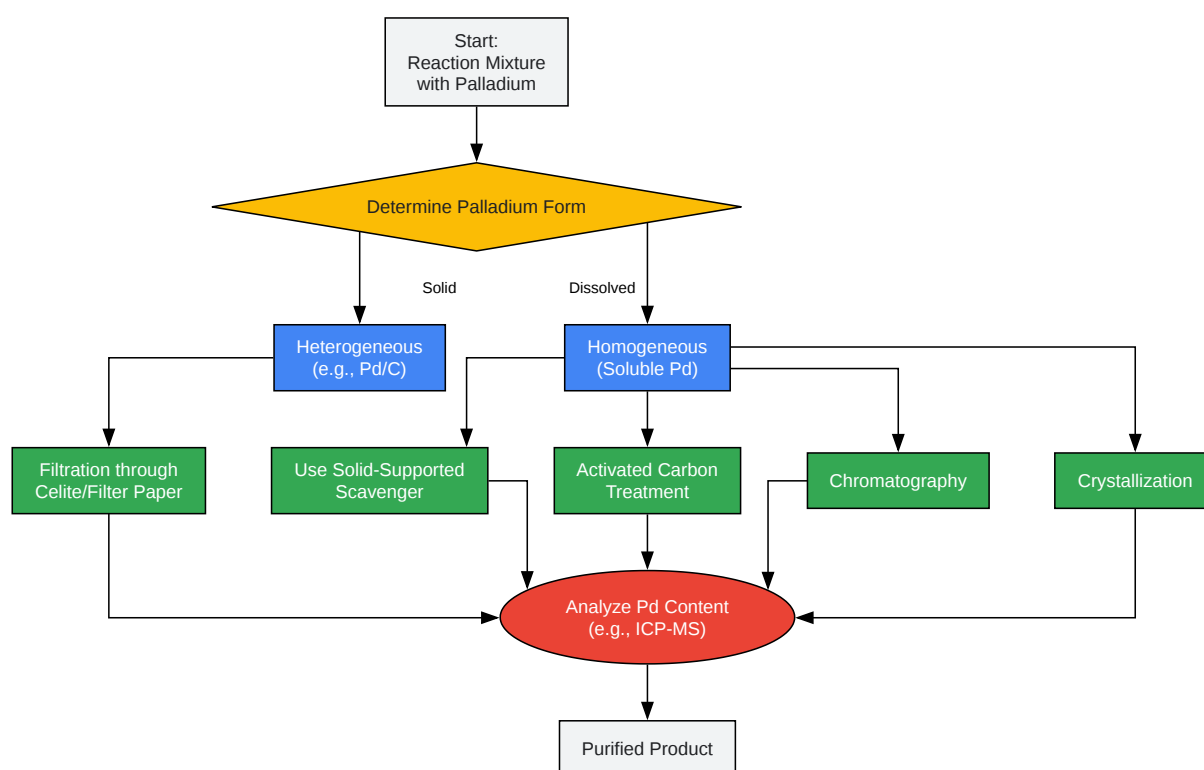 Start:
Reaction Mixture
with Palladium
Determine Palladium Form
Solid
Dissolved
Heterogeneous
(e.g., Pd/C)
Homogeneous
(Soluble Pd)
Filtration through
Celite/Filter Paper
Use Solid-Supported
Scavenger
Activated Carbon
Treatment
Chromatography
Crystallization
Analyze Pd Content
(e.g., ICP-MS)
Purified Product